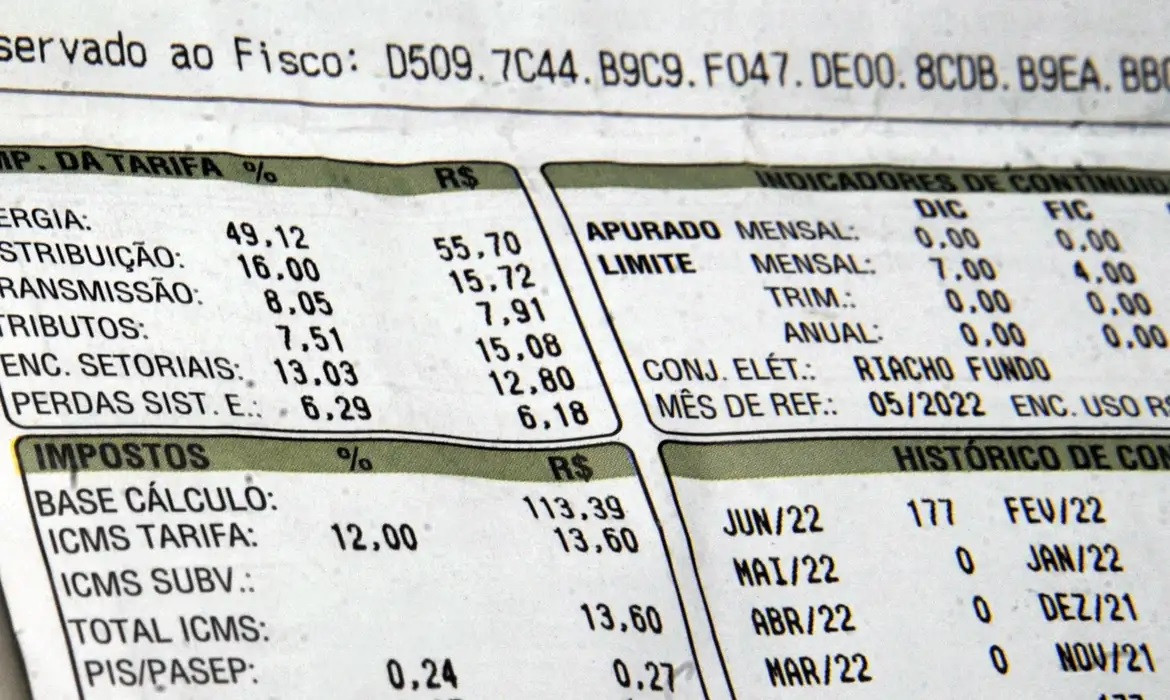 servado ao Fisco: D509.7C44.B9C9.F047.DE00.8CDB.B9EA.BB
MP. DA TARIFA % R$
ERGIA: 49,12 55,70
STRIBUIÇÃO: 16.00 15,72
RANSMISSÃO: 8,05 7,91
TRIBUTOS: 7,51 15,08
ENC. SETORIAIS: 13,03 12,80
PERDAS SIST. E.: 6,29 6,18
INDICADORES DE CONTINUID
DIC FIC
APURADO MENSAL: 0.00 0.00
LIMITE MENSAL: 7.00 4.00
TRIM.: 0.00 0.00
ANUAL: 0.00 0.00
CONJ. ELÉT.: RIACHO FUNDO
MÊS DE REF.: 05/2022 ENC. USO R$
IMPOSTOS % R$
BASE CÁLCULO: 113,39
ICMS TARIFA: 12,00 13,60
ICMS SUBV.:
TOTAL ICMS: 13,60
PIS/PASEP: 0,24 0,27
HISTÓRICO DE CON
JUN/22 177 FEV/22
MAI/22 0 JAN/22
ABR/22 0 DEZ/21
MAR/22 0 NOV/21
177